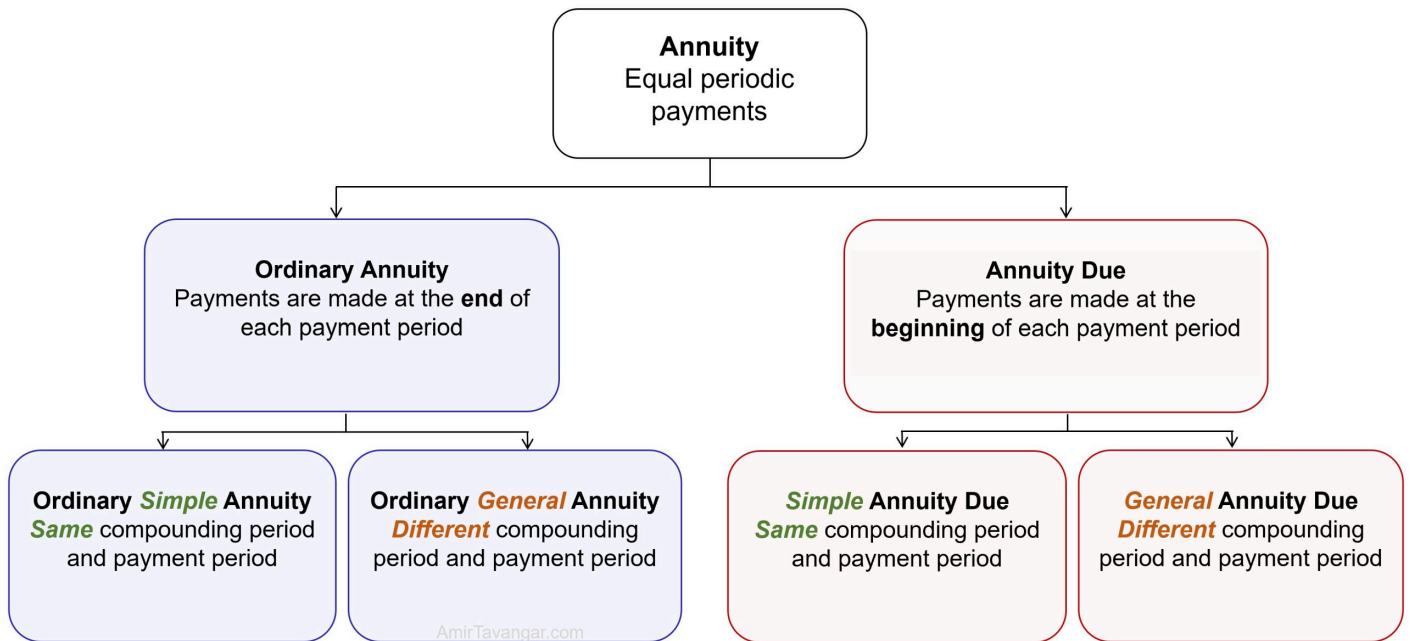 Annuity
Equal periodic
payments
Ordinary Annuity
Payments are made at the end of
each payment period
Annuity Due
Payments are made at the
beginning of each payment period
Ordinary Simple Annuity
Same compounding period
and payment period
Ordinary General Annuity
Different compounding
period and payment period
Simple Annuity Due
Same compounding period
and payment period
General Annuity Due
Different compounding
period and payment period
AmirTavangar.com